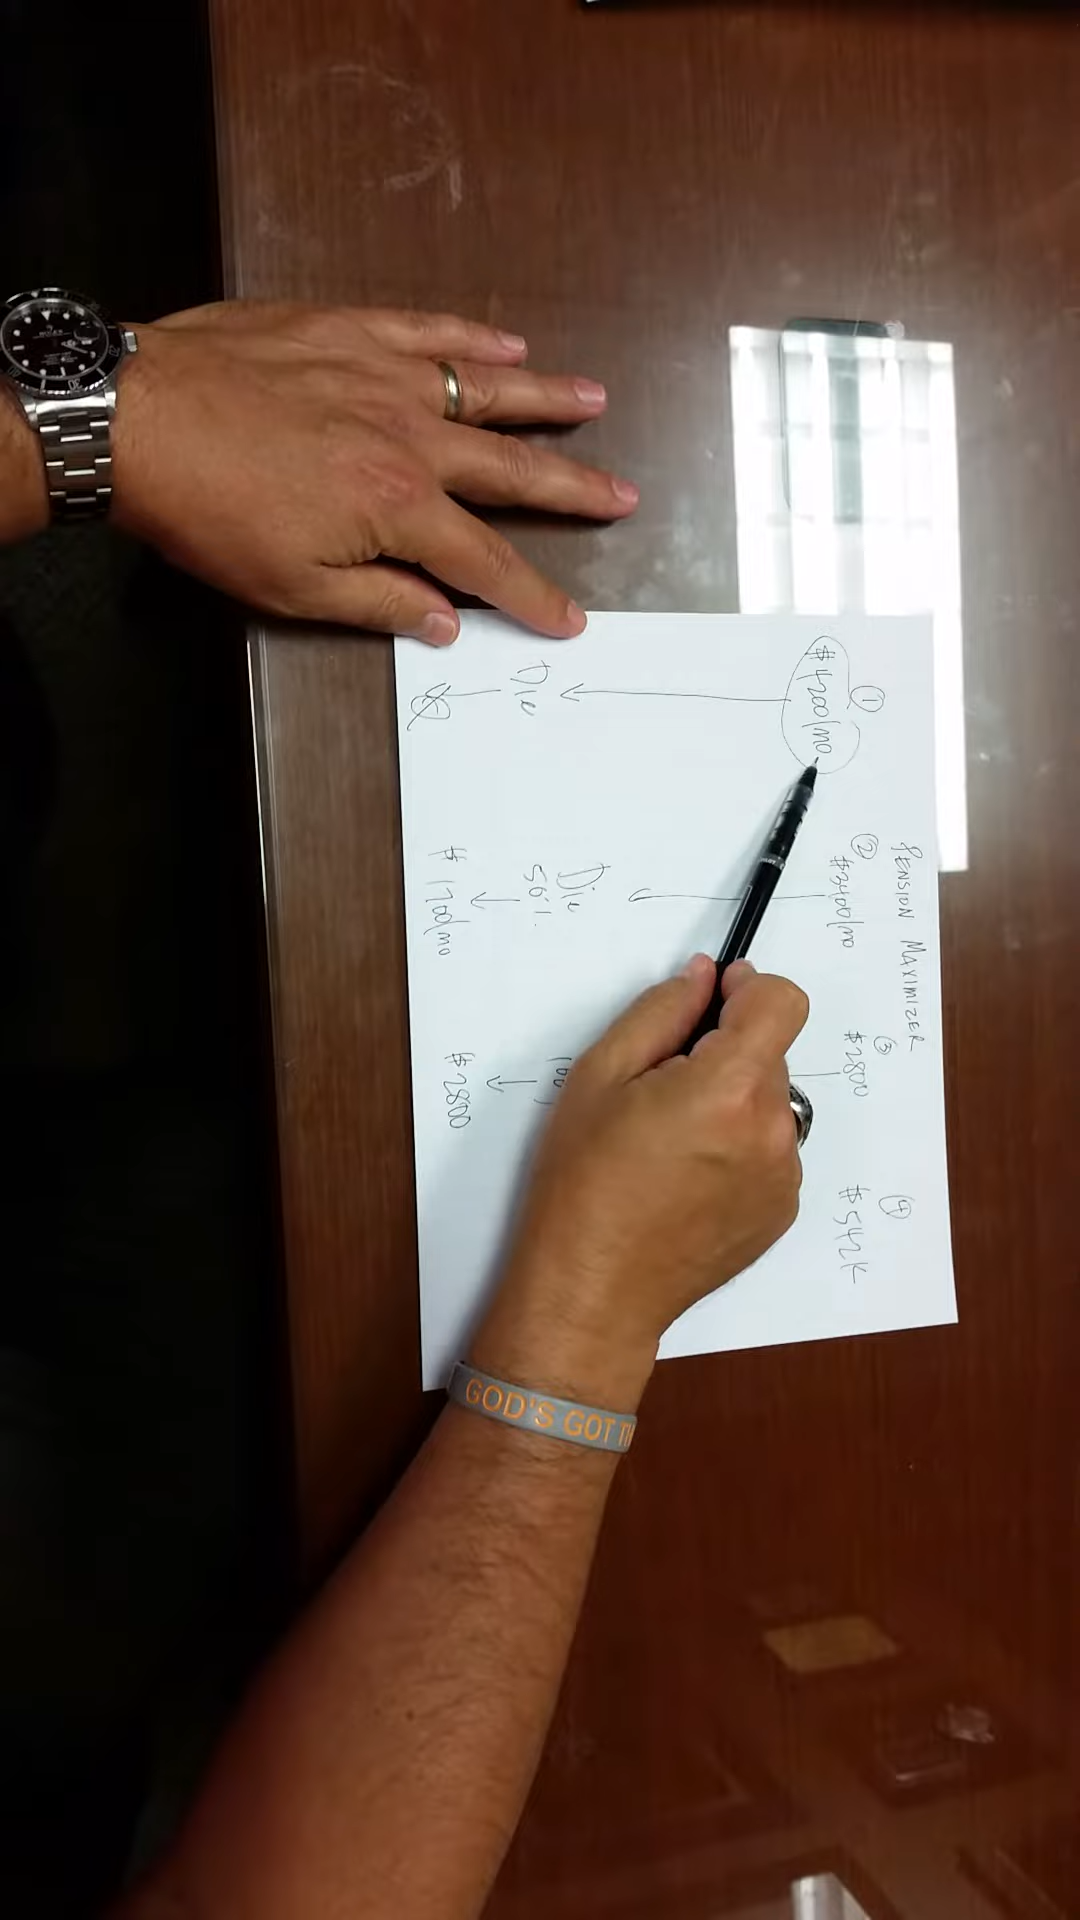 PENSION MAXIMIZER
1
$4200/mo
Die
2
$3400/mo
Die
50%
$1700/mo
3
$2800
100%
$2800
4
$542K
GOD'S GOT